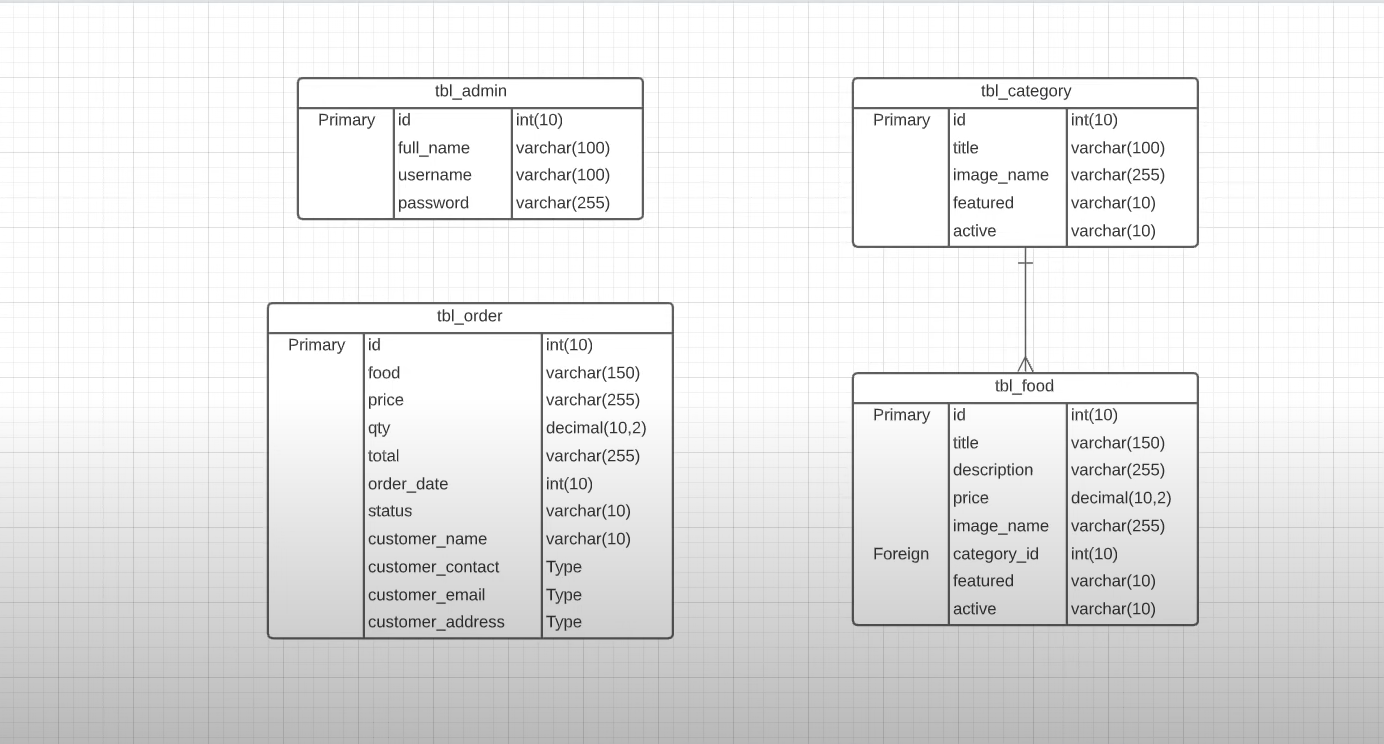 tbl_admin
Primary id int(10)
full_name varchar(100)
username varchar(100)
password varchar(255)
tbl_category
Primary id int(10)
title varchar(100)
image_name varchar(255)
featured varchar(10)
active varchar(10)
tbl_order
Primary id int(10)
food varchar(150)
price varchar(255)
qty decimal(10,2)
total varchar(255)
order_date int(10)
status varchar(10)
customer_name varchar(10)
customer_contact Type
customer_email Type
customer_address Type
tbl_food
Primary id int(10)
title varchar(150)
description varchar(255)
price decimal(10,2)
image_name varchar(255)
Foreign category_id int(10)
featured varchar(10)
active varchar(10)